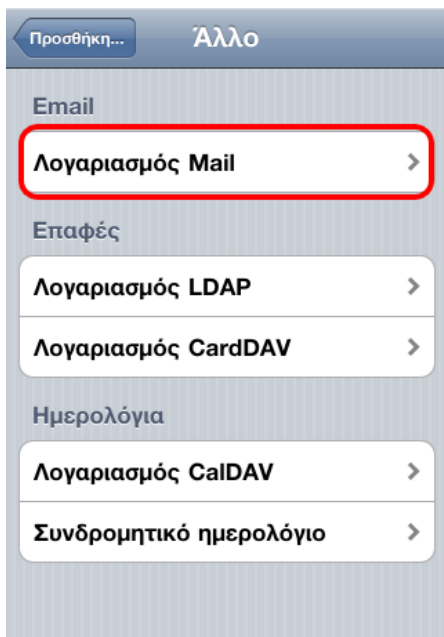 Προσθήκη...
Άλλο
Email
Λογαριασμός Mail
Επαφές
Λογαριασμός LDAP
Λογαριασμός CardDAV
Ημερολόγια
Λογαριασμός CalDAV
Συνδρομητικό ημερολόγιο